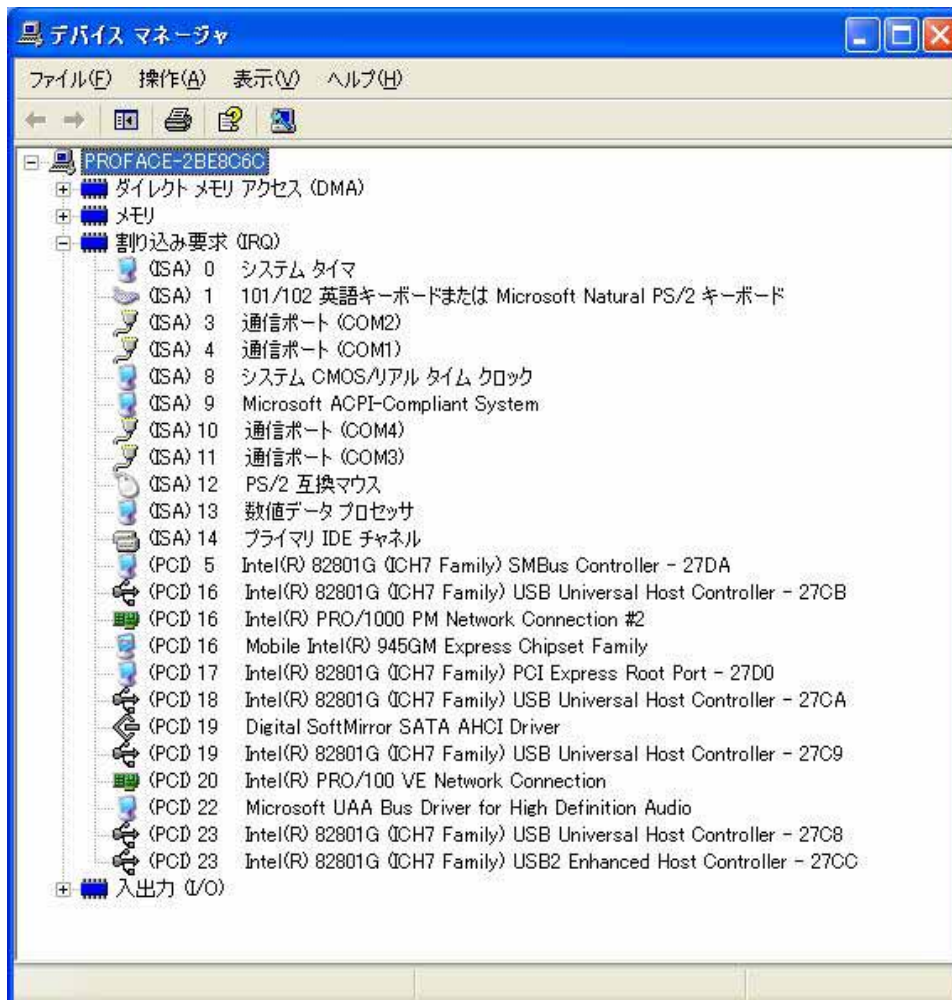 デバイス マネージャ
ファイル(F) 操作(A) 表示(V) ヘルプ(H)
PROFACE-2BE8C6C
ダイレクト メモリ アクセス (DMA)
メモリ
割り込み要求 (IRQ)
(ISA) 0 システム タイマ
(ISA) 1 101/102 英語キーボードまたは Microsoft Natural PS/2 キーボード
(ISA) 3 通信ポート (COM2)
(ISA) 4 通信ポート (COM1)
(ISA) 8 システム CMOS/リアル タイム クロック
(ISA) 9 Microsoft ACPI-Compliant System
(ISA) 10 通信ポート (COM4)
(ISA) 11 通信ポート (COM3)
(ISA) 12 PS/2 互換マウス
(ISA) 13 数値データ プロセッサ
(ISA) 14 プライマリ IDE チャネル
(PCI) 5 Intel(R) 82801G (ICH7 Family) SMBus Controller - 27DA
(PCI) 16 Intel(R) 82801G (ICH7 Family) USB Universal Host Controller - 27CB
(PCI) 16 Intel(R) PRO/1000 PM Network Connection #2
(PCI) 16 Mobile Intel(R) 945GM Express Chipset Family
(PCI) 17 Intel(R) 82801G (ICH7 Family) PCI Express Root Port - 27D0
(PCI) 18 Intel(R) 82801G (ICH7 Family) USB Universal Host Controller - 27CA
(PCI) 19 Digital SoftMirror SATA AHCI Driver
(PCI) 19 Intel(R) 82801G (ICH7 Family) USB Universal Host Controller - 27C9
(PCI) 20 Intel(R) PRO/100 VE Network Connection
(PCI) 22 Microsoft UAA Bus Driver for High Definition Audio
(PCI) 23 Intel(R) 82801G (ICH7 Family) USB Universal Host Controller - 27C8
(PCI) 23 Intel(R) 82801G (ICH7 Family) USB2 Enhanced Host Controller - 27CC
入出力 (I/O)